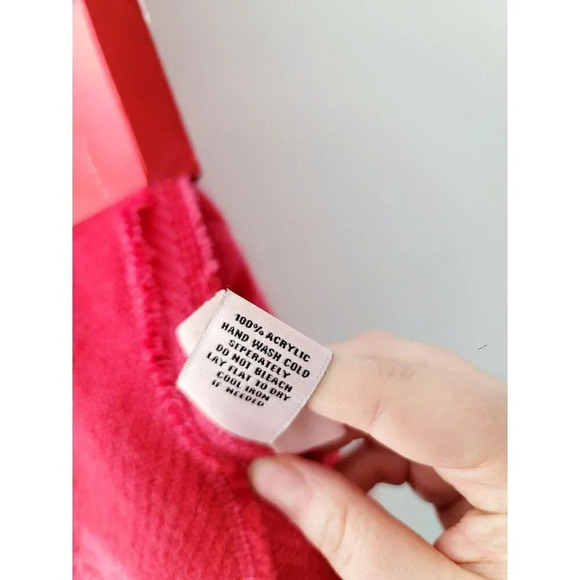 100% ACRYLIC
HAND WASH COLD
SEPERATELY
DO NOT BLEACH
LAY FLAT TO DRY
COOL IRON
IF NEEDED